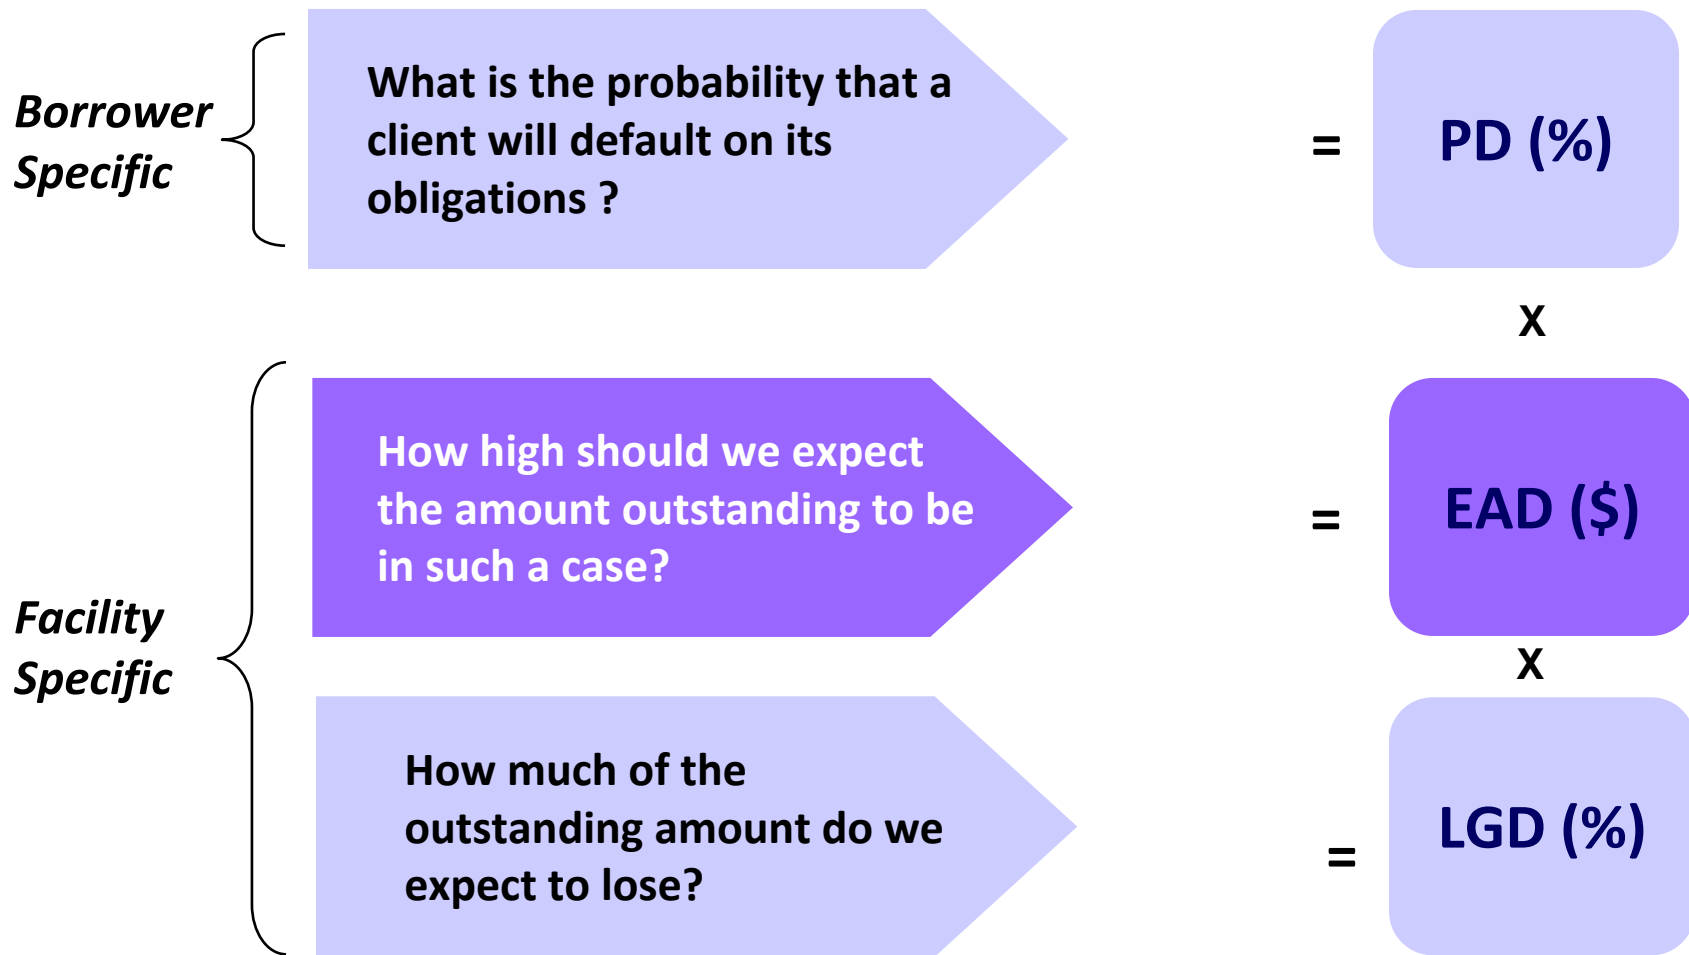 Borrower
Specific
What is the probability that a
client will default on its
obligations ?
=
PD (%)
X
Facility
Specific
How high should we expect
the amount outstanding to be
in such a case?
=
EAD ($)
X
How much of the
outstanding amount do we
expect to lose?
=
LGD (%)